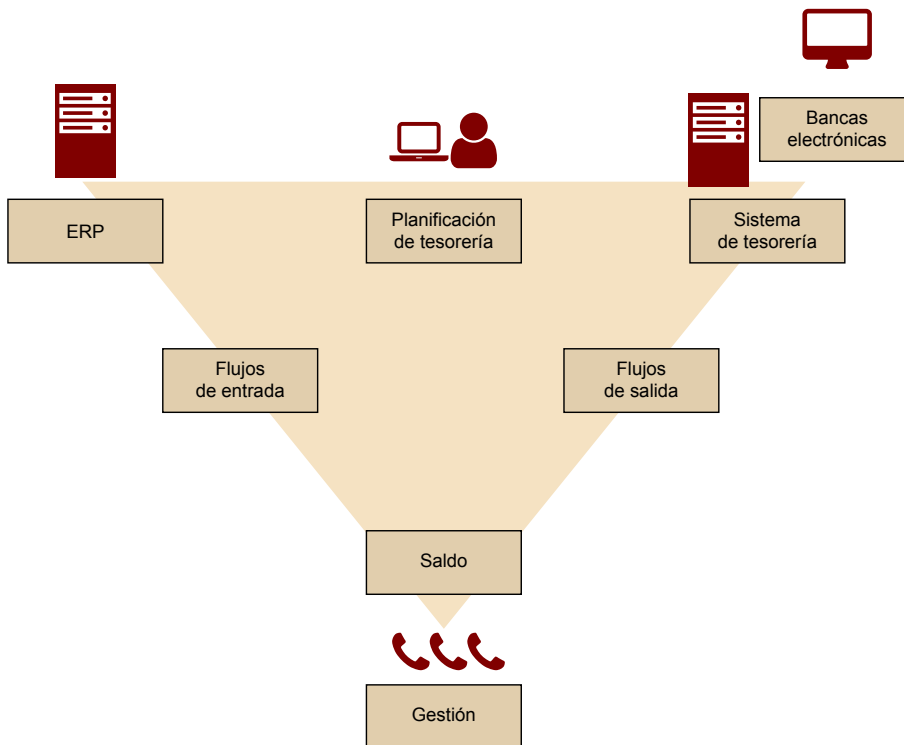 Bancas
electrónicas
ERP
Planificación
de tesorería
Sistema
de tesorería
Flujos
de entrada
Flujos
de salida
Saldo
Gestión